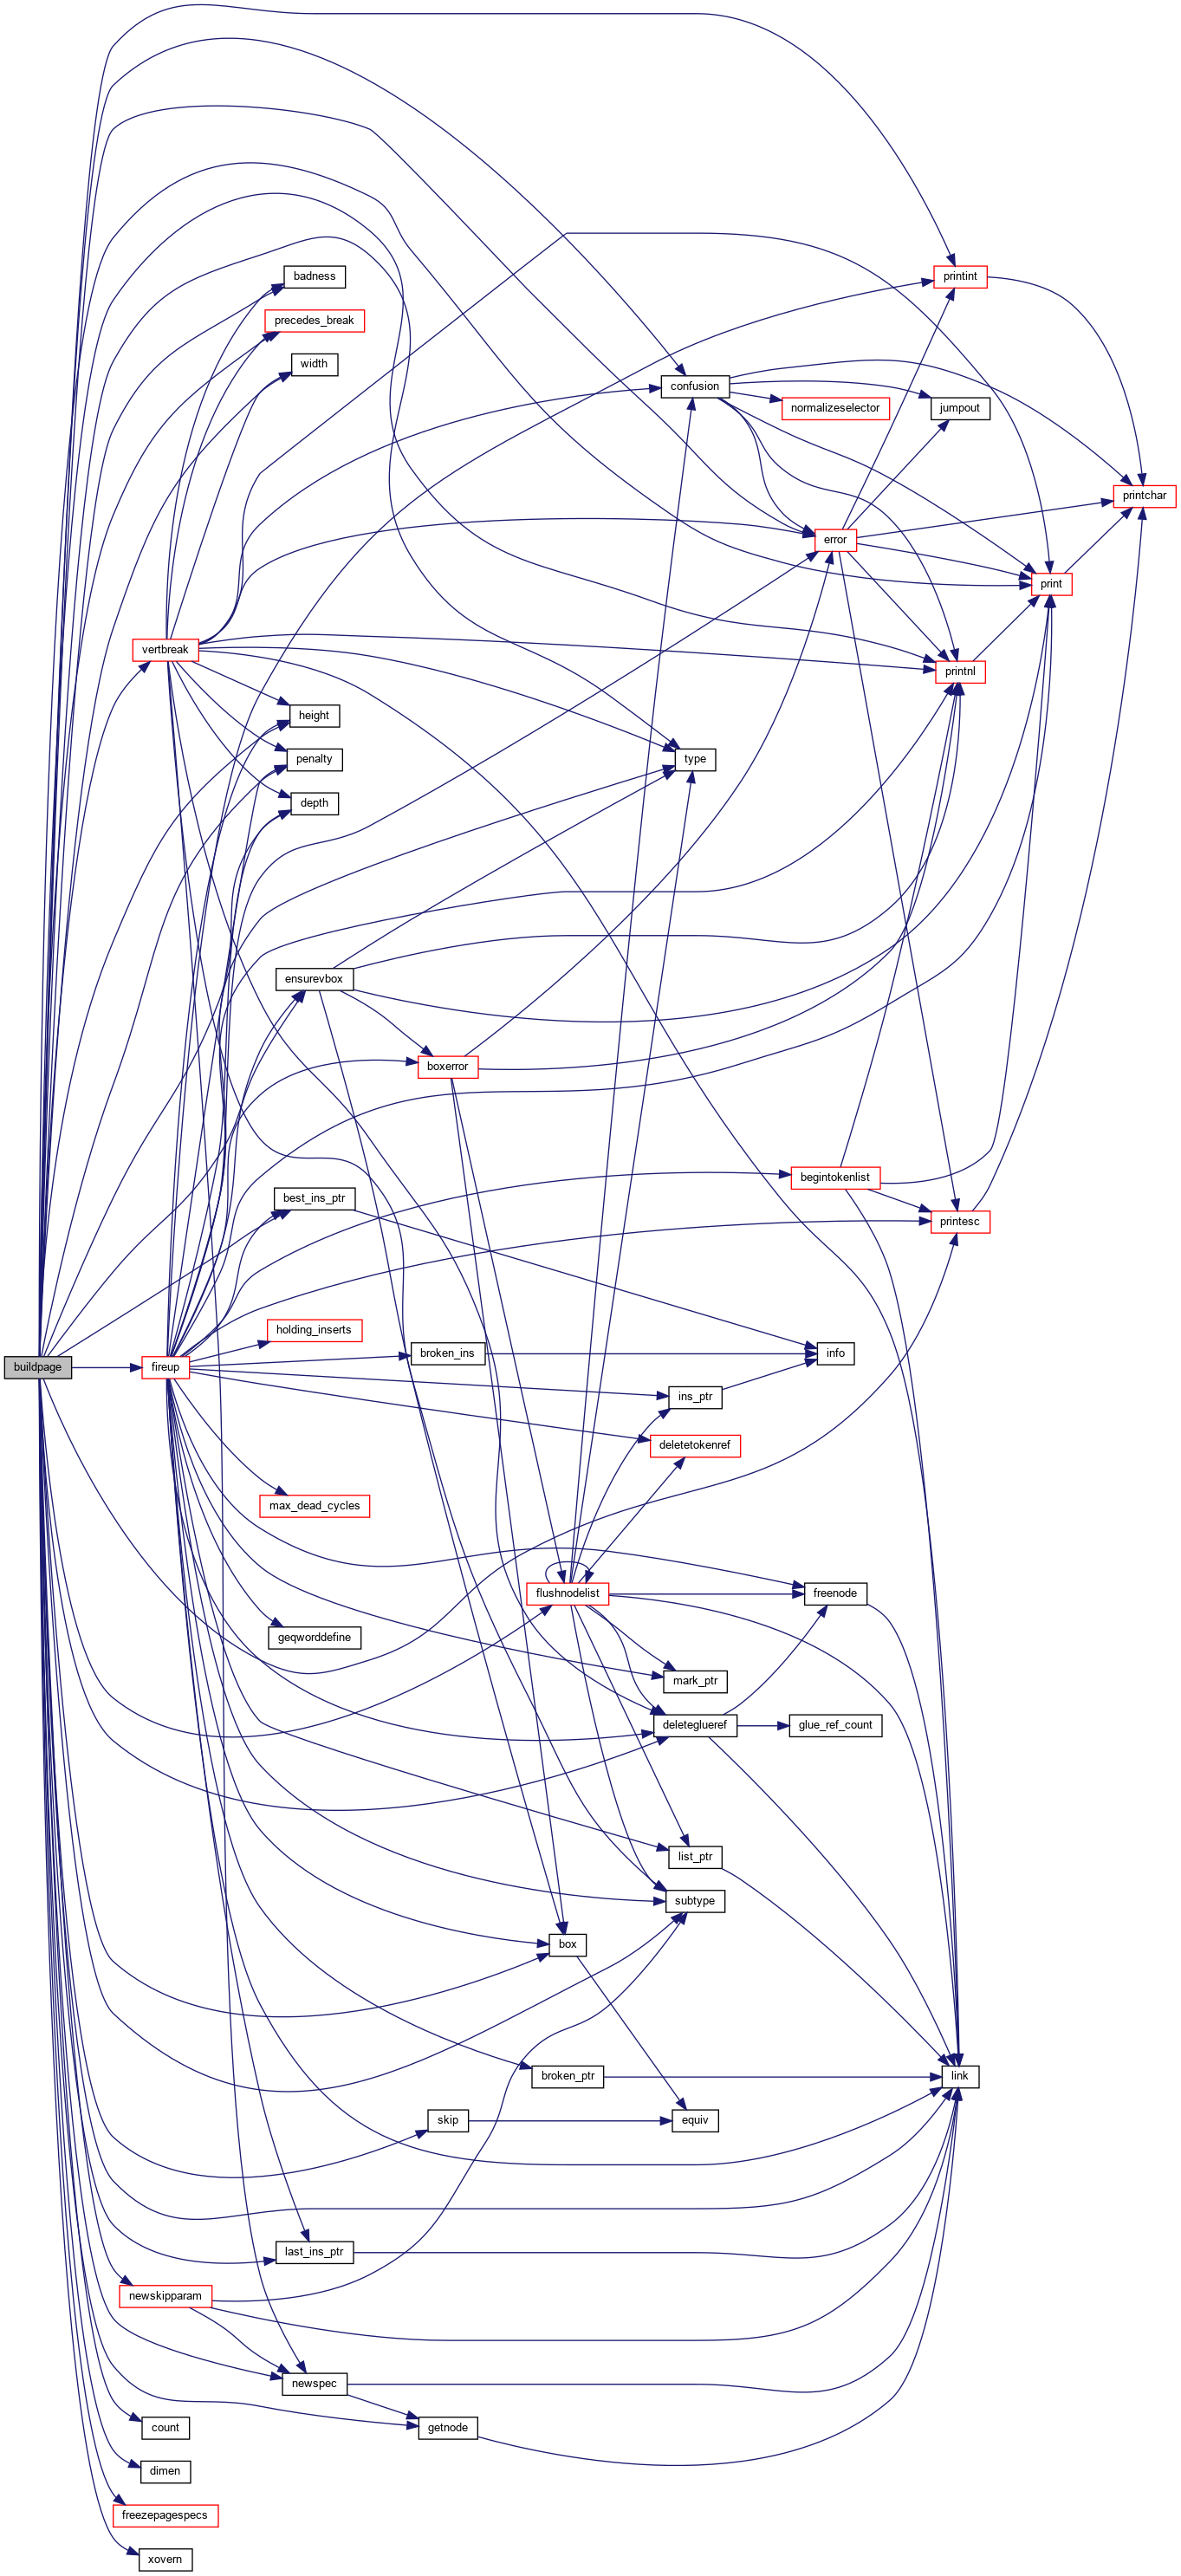 printint
badness
precedes_break
width
confusion
normalizeselector
jumpout
printchar
error
print
vertbreak
printnl
height
type
penalty
depth
ensurevbox
boxerror
begintokenlist
best_ins_ptr
printesc
holding_inserts
broken_ins
info
buildpage
fireup
ins_ptr
deletetokenref
max_dead_cycles
flushnodelist
freenode
geqworddefine
mark_ptr
deleteglueref
glue_ref_count
list_ptr
subtype
box
broken_ptr
link
skip
equiv
last_ins_ptr
newskipparam
newspec
count
getnode
dimen
freezepagespecs
xovern